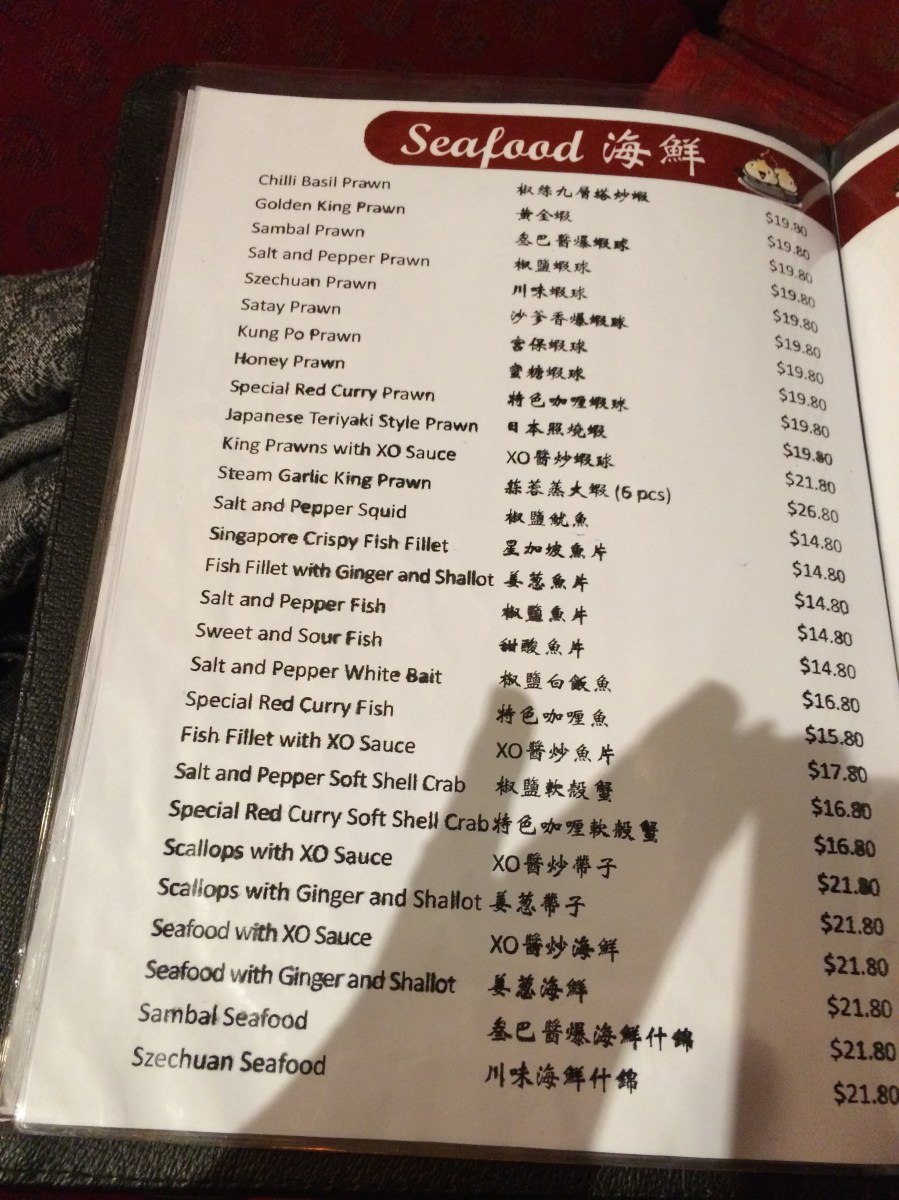 Seafood 海鮮
Chilli Basil Prawn 椒絲九層塔炒蝦 $19.80
Golden King Prawn 黃金蝦 $19.80
Sambal Prawn 叁巴醬爆蝦球 $19.80
Salt and Pepper Prawn 椒鹽蝦球 $19.80
Szechuan Prawn 川味蝦球 $19.80
Satay Prawn 沙爹香爆蝦球 $19.80
Kung Po Prawn 宮保蝦球 $19.80
Honey Prawn 蜜糖蝦球 $19.80
Special Red Curry Prawn 特色咖喱蝦球 $19.80
Japanese Teriyaki Style Prawn 日本照燒蝦 $19.80
King Prawns with XO Sauce XO醬炒蝦球 $21.80
Steam Garlic King Prawn 蒜蓉蒸大蝦 (6 pcs) $26.80
Salt and Pepper Squid 椒鹽魷魚 $14.80
Singapore Crispy Fish Fillet 星加坡魚片 $14.80
Fish Fillet with Ginger and Shallot 姜蔥魚片 $14.80
Salt and Pepper Fish 椒鹽魚片 $14.80
Sweet and Sour Fish 甜酸魚片 $14.80
Salt and Pepper White Bait 椒鹽白飯魚 $16.80
Special Red Curry Fish 特色咖喱魚 $15.80
Fish Fillet with XO Sauce XO醬炒魚片 $17.80
Salt and Pepper Soft Shell Crab 椒鹽軟殼蟹 $16.80
Special Red Curry Soft Shell Crab 特色咖喱軟殼蟹 $16.80
Scallops with XO Sauce XO醬炒帶子 $21.80
Scallops with Ginger and Shallot 姜蔥帶子 $21.80
Seafood with XO Sauce XO醬炒海鮮 $21.80
Seafood with Ginger and Shallot 姜蔥海鮮 $21.80
Sambal Seafood 叁巴醬爆海鮮什錦 $21.80
Szechuan Seafood 川味海鮮什錦 $21.80